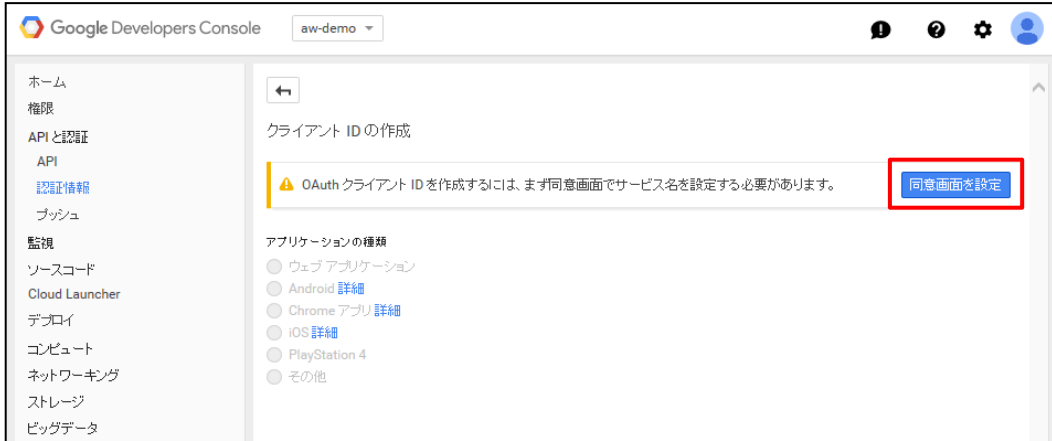 Google Developers Console
aw-demo
ホーム
権限
API と認証
API
認証情報
プッシュ
監視
ソースコード
Cloud Launcher
デプロイ
コンピュート
ネットワーキング
ストレージ
ビッグデータ
クライアント ID の作成
OAuth クライアント ID を作成するには、まず同意画面でサービス名を設定する必要があります。
同意画面を設定
アプリケーションの種類
ウェブ アプリケーション
Android 詳細
Chrome アプリ 詳細
iOS 詳細
PlayStation 4
その他